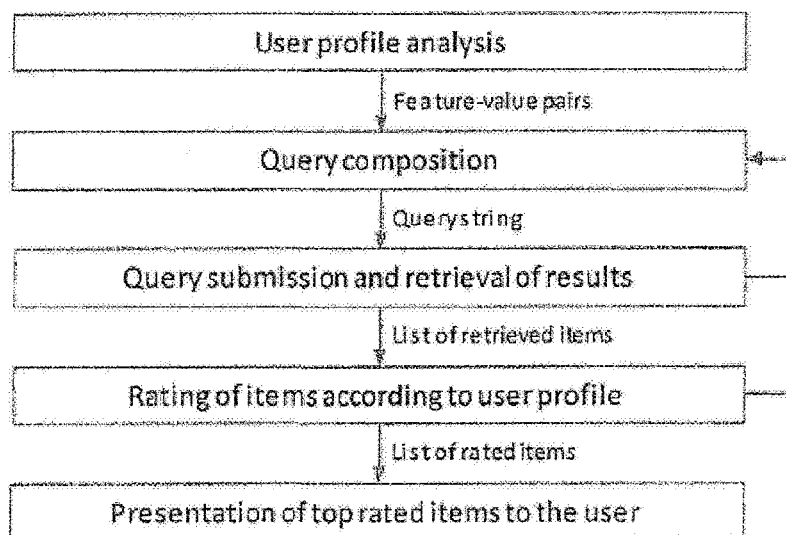 User profile analysis
Feature-value pairs
Query composition
Query string
Query submission and retrieval of results
List of retrieved items
Rating of items according to user profile
List of rated items
Presentation of top rated items to the user